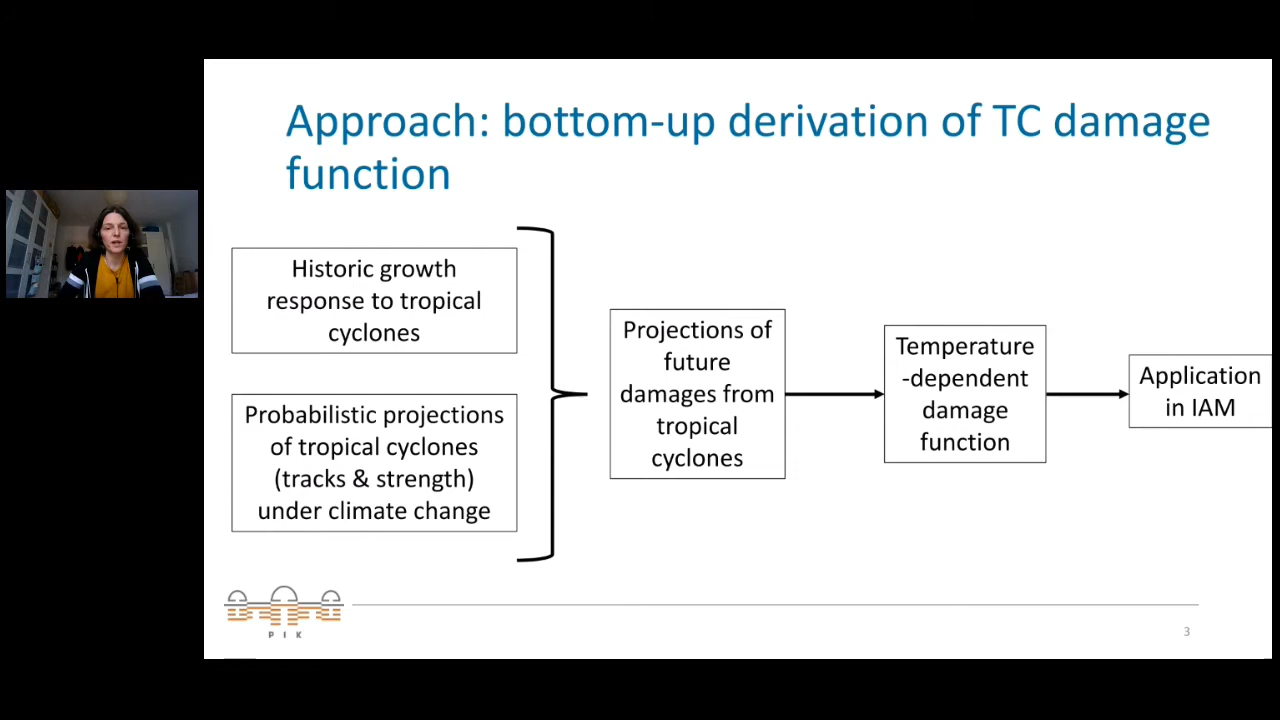 Approach: bottom-up derivation of TC damage
function
Historic growth
response to tropical
cyclones
Probabilistic projections
of tropical cyclones
(tracks & strength)
under climate change
Projections of
future
damages from
tropical
cyclones
Temperature
-dependent
damage
function
Application
in IAM
P I K
3